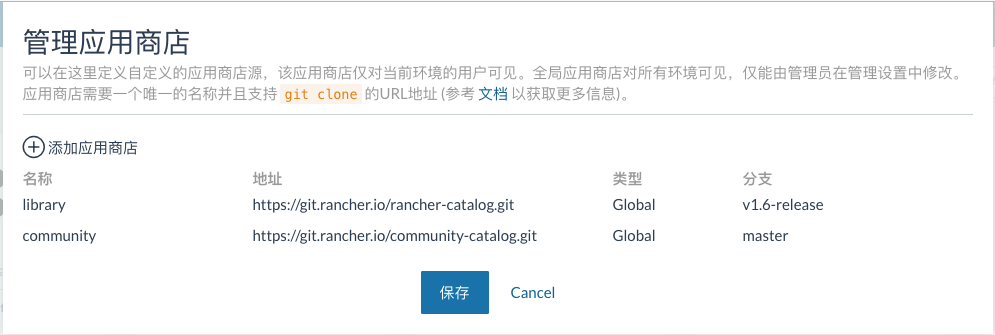 管理应用商店
可以在这里定义自定义的应用商店源，该应用商店仅对当前环境的用户可见。全局应用商店对所有环境可见，仅能由管理员在管理设置中修改。
应用商店需要一个唯一的名称并且支持 git clone 的URL地址 (参考 文档 以获取更多信息)。
添加应用商店
名称 地址 类型 分支
library https://git.rancher.io/rancher-catalog.git Global v1.6-release
community https://git.rancher.io/community-catalog.git Global master
保存 Cancel